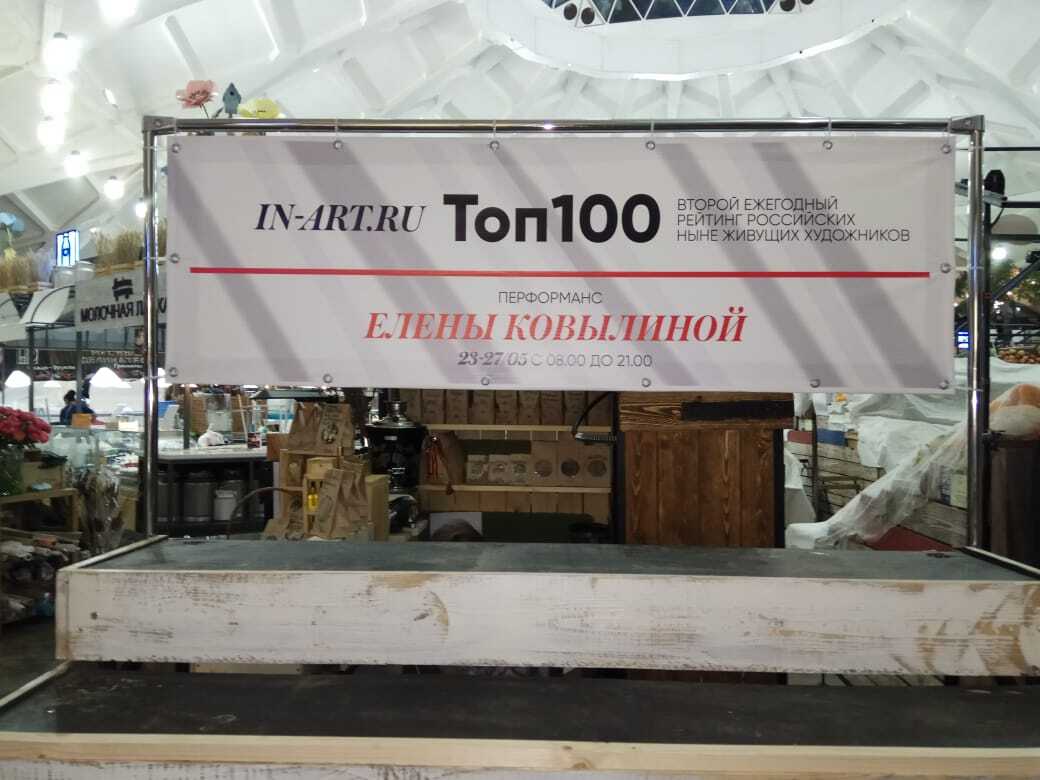 IN-ART.RU Топ100
ВТОРОЙ ЕЖЕГОДНЫЙ
РЕЙТИНГ РОССИЙСКИХ
НЫНЕ ЖИВУЩИХ ХУДОЖНИКОВ
ПЕРФОРМАНС
ЕЛЕНЫ КОВЫЛИНОЙ
23-27/05 С 08.00 ДО 21.00
МОЛОЧНАЯ